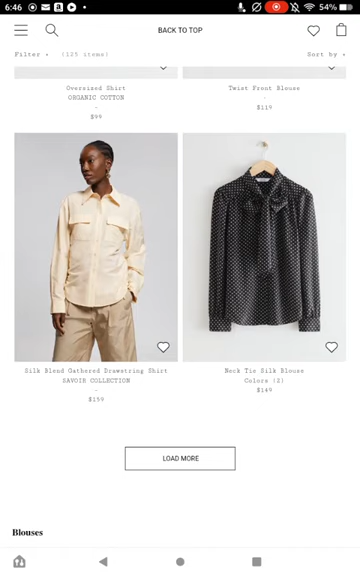 6:46
54%
BACK TO TOP
Filter (125 items) Sort by
Oversized Shirt
ORGANIC COTTON
$99
Twist Front Blouse
$119
Silk Blend Gathered Drawstring Shirt
SAVOIE COLLECTION
$159
Neck Tie Silk Blouse
Colors (2)
$149
LOAD MORE
Blouses